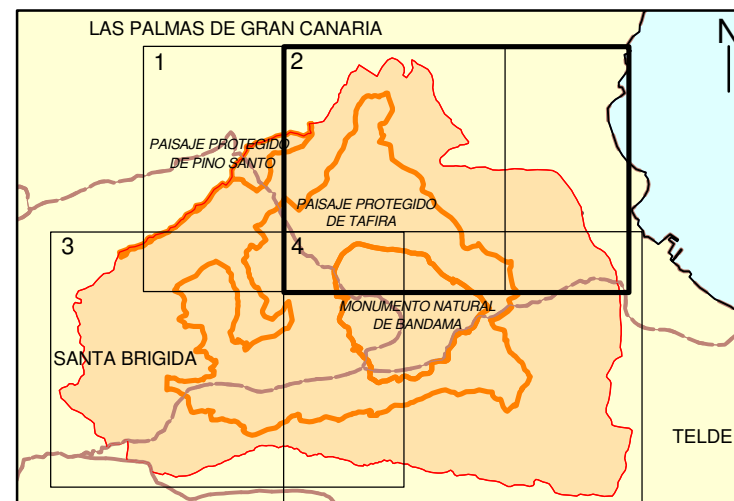 LAS PALMAS DE GRAN CANARIA
N
1
2
PAISAJE PROTEGIDO
DE PINO SANTO
PAISAJE PROTEGIDO
DE TAFIRA
3
4
MONUMENTO NATURAL
DE BANDAMA
SANTA BRIGIDA
TELDE